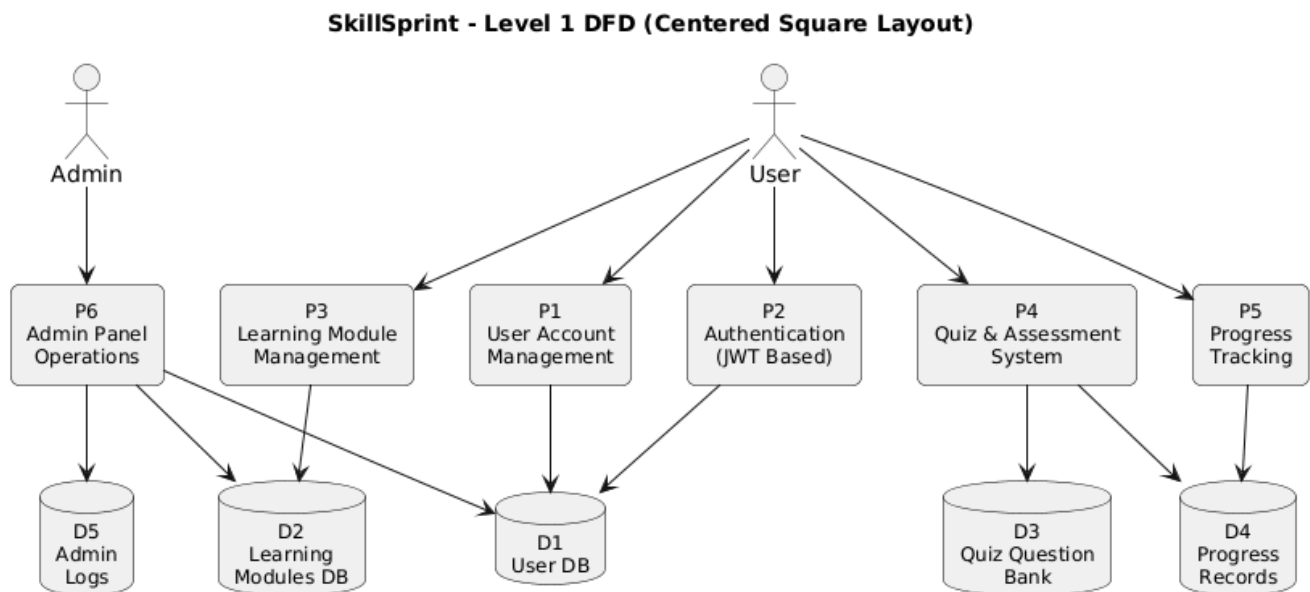 SkillSprint - Level 1 DFD (Centered Square Layout)
Admin
User
P6
Admin Panel
Operations
P3
Learning Module
Management
P1
User Account
Management
P2
Authentication
(JWT Based)
P4
Quiz & Assessment
System
P5
Progress
Tracking
D5
Admin
Logs
D2
Learning
Modules DB
D1
User DB
D3
Quiz Question
Bank
D4
Progress
Records